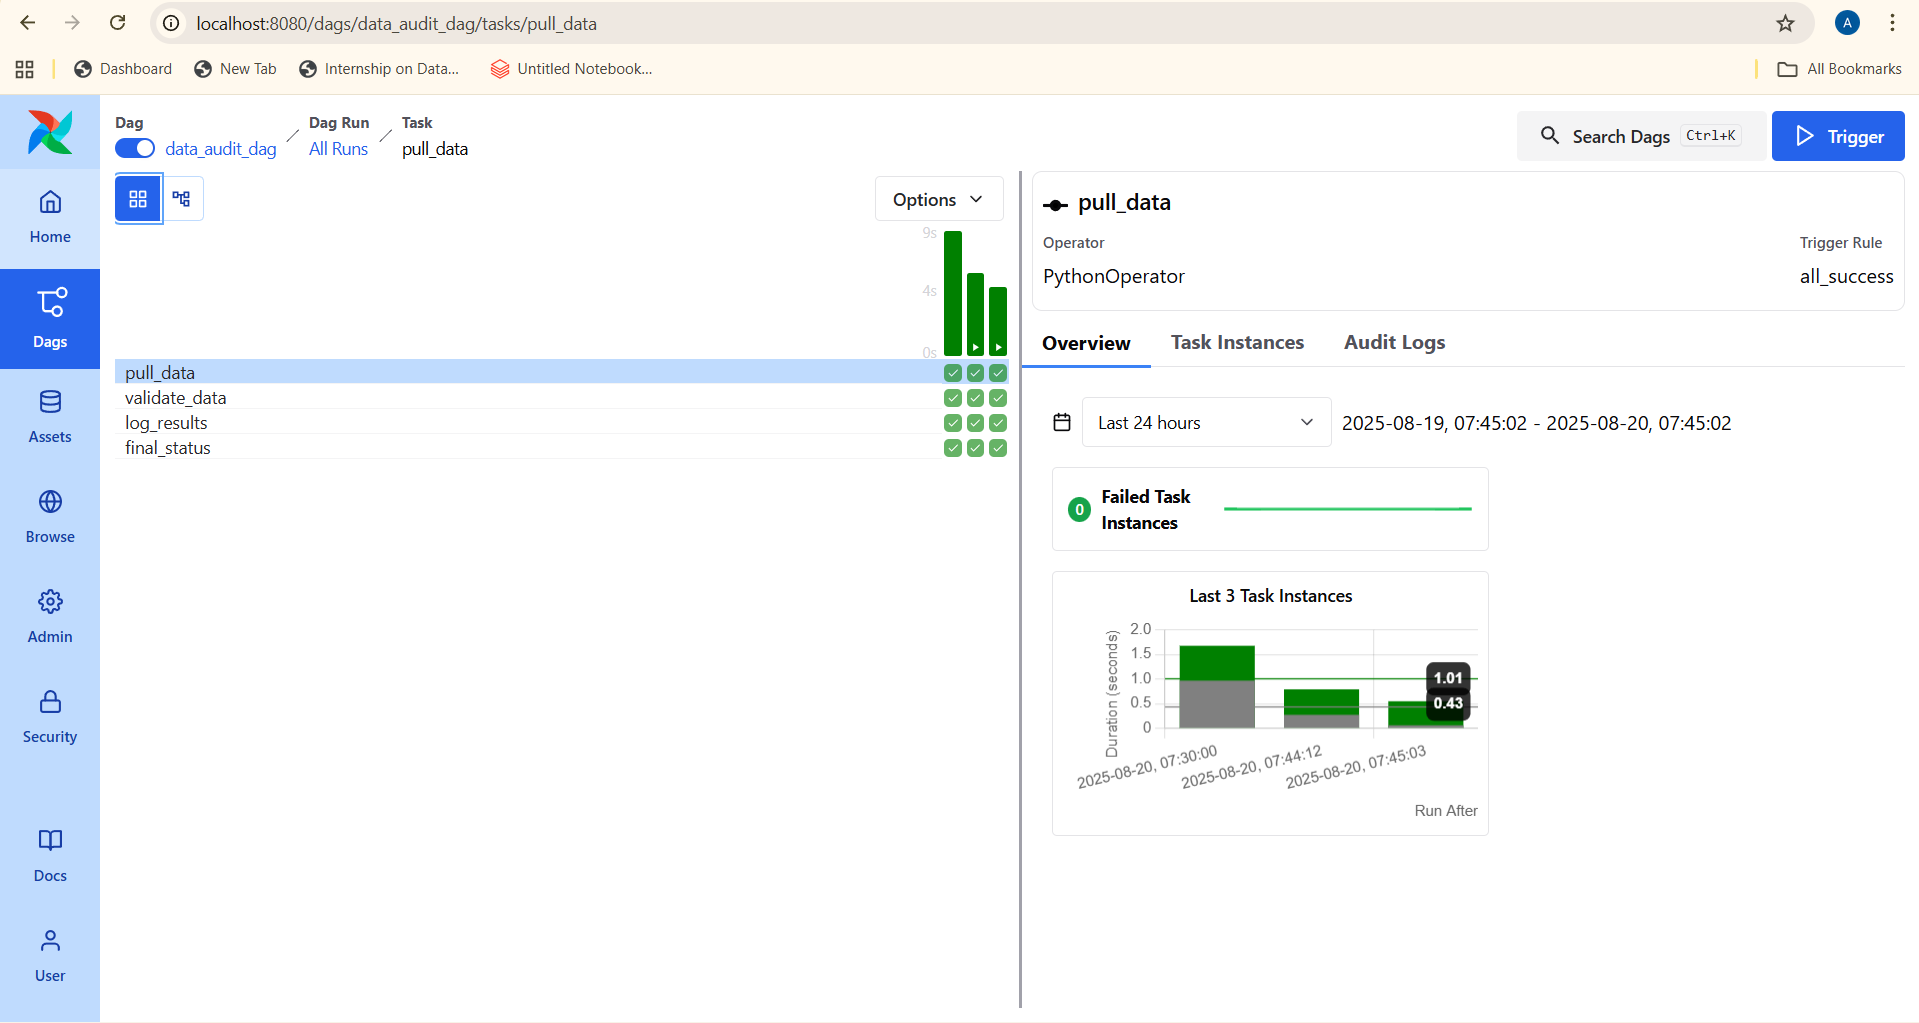 localhost:8080/dags/data_audit_dag/tasks/pull_data
A
Dashboard
New Tab
Internship on Data...
Untitled Notebook...
All Bookmarks
Home
Dags
Assets
Browse
Admin
Security
Docs
User
Dag
data_audit_dag
Dag Run
All Runs
Task
pull_data
Search Dags Ctrl+K
Trigger
Options
9s
4s
0s
pull_data
validate_data
log_results
final_status
pull_data
Operator
PythonOperator
Trigger Rule
all_success
Overview
Task Instances
Audit Logs
Last 24 hours
2025-08-19, 07:45:02 - 2025-08-20, 07:45:02
0
Failed Task
Instances
Last 3 Task Instances
Duration (seconds)
2.0
1.5
1.0
0.5
0
1.01
0.43
2025-08-20, 07:30:00
2025-08-20, 07:44:12
2025-08-20, 07:45:03
Run After